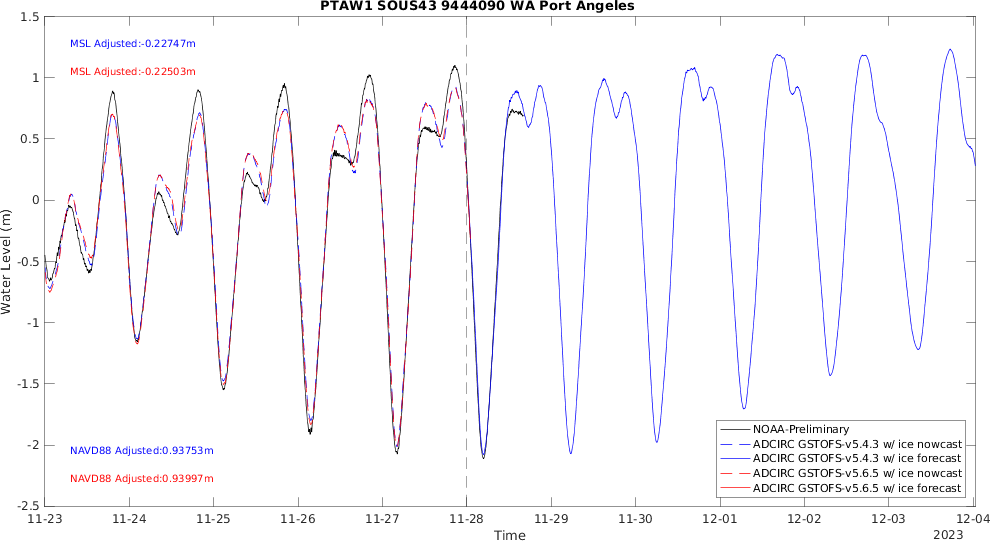 PTAW1 SOUS43 9444090 WA Port Angeles
1.5
1
0.5
0
-0.5
-1
-1.5
-2
-2.5
Water Level (m)
MSL Adjusted:-0.22747m
MSL Adjusted:-0.22503m
NAVD88 Adjusted:0.93753m
NAVD88 Adjusted:0.93997m
NOAA-Preliminary
ADCIRC GSTOFS-v5.4.3 w/ ice nowcast
ADCIRC GSTOFS-v5.4.3 w/ ice forecast
ADCIRC GSTOFS-v5.6.5 w/ ice nowcast
ADCIRC GSTOFS-v5.6.5 w/ ice forecast
11-23 11-24 11-25 11-26 11-27 11-28 11-29 11-30 12-01 12-02 12-03 12-04
Time
2023